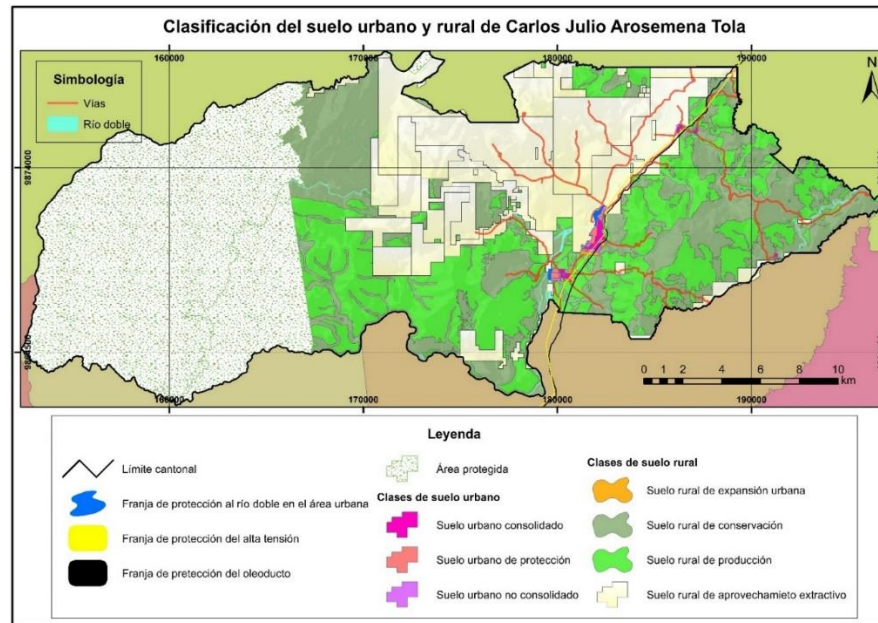 Clasificación del suelo urbano y rural de Carlos Julio Arosemena Tola
160000 170000 180000 190000
N
Simbología
Vías
Río doble
9874000
9874000
0 1 2 4 6 8 10
km
160000 170000 180000 190000
Leyenda
Límite cantonal
Franja de protección al río doble en el área urbana
Franja de protección del alta tensión
Franja de pretección del oleoducto
Área protegida
Clases de suelo urbano
Suelo urbano consolidado
Suelo urbano de protección
Suelo urbano no consolidado
Clases de suelo rural
Suelo rural de expansión urbana
Suelo rural de conservación
Suelo rural de producción
Suelo rural de aprovechamieto extractivo